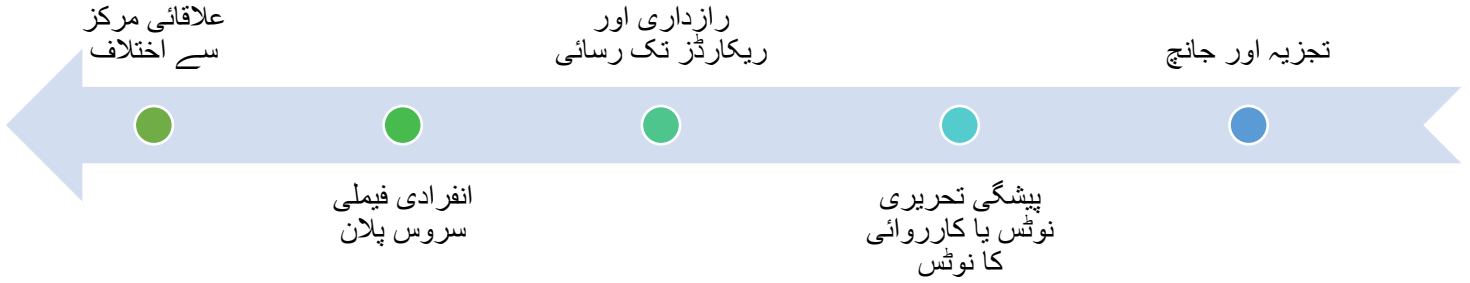 تجزیہ اور جانچ
پیشگی تحریری
نوٹس یا کارروائی
کا نوٹس
رازداری اور
ریکارڈز تک رسائی
انفرادی فیملی
سروس پلان
علاقائی مرکز
سے اختلاف